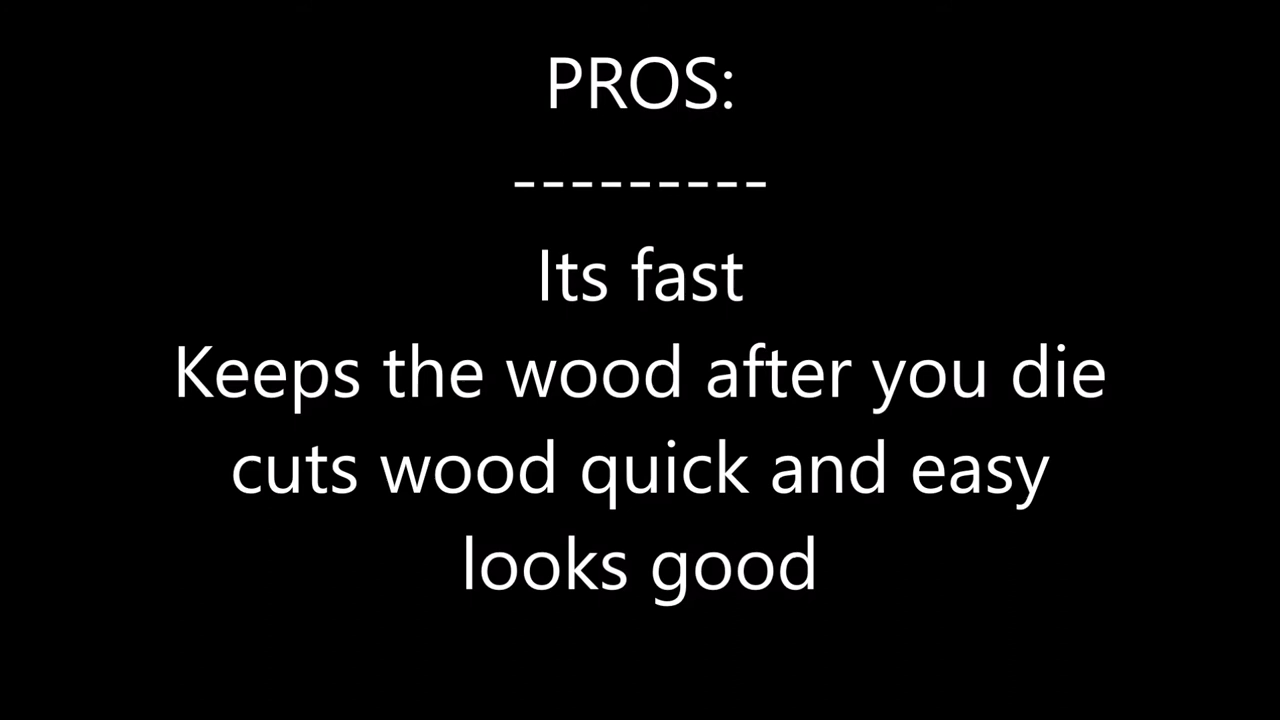 PROS:
---------
Its fast
Keeps the wood after you die
cuts wood quick and easy
looks good